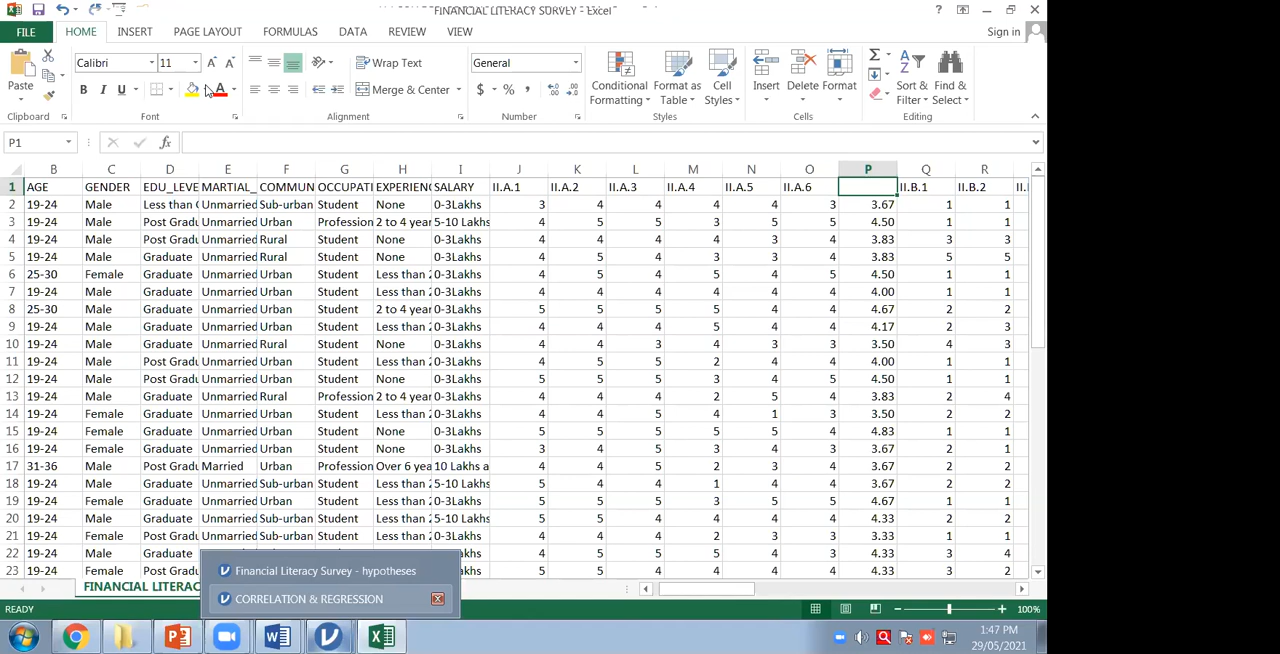 FINANCIAL LITERACY SURVEY - Excel
FILE HOME INSERT PAGE LAYOUT FORMULAS DATA REVIEW VIEW Sign in
Calibri 11 Wrap Text General
Paste B I U A Merge & Center $ % , Conditional Formatting Format as Table Cell Styles Insert Delete Format Sort & Filter Find & Select
Clipboard Font Alignment Number Styles Cells Editing
P1 fx
B C D E F G H I J K L M N O P Q R
1 AGE GENDER EDU_LEVE MARTIAL_ COMMUN OCCUPATI EXPERIENC SALARY II.A.1 II.A.2 II.A.3 II.A.4 II.A.5 II.A.6 II.B.1 II.B.2 II.I
2 19-24 Male Less than G Unmarried Sub-urban Student None 0-3Lakhs 3 4 4 4 4 3 3.67 1 1
3 19-24 Male Post Gradu Unmarried Urban Profession 2 to 4 year 5-10 Lakhs 4 5 5 3 5 5 4.50 1 1
4 19-24 Male Post Gradu Unmarried Rural Student None 0-3Lakhs 4 4 4 4 3 4 3.83 3 3
5 19-24 Male Graduate Unmarried Rural Student None 0-3Lakhs 4 5 4 3 3 4 3.83 5 5
6 25-30 Female Graduate Unmarried Urban Student Less than 2 0-3Lakhs 4 5 4 5 4 5 4.50 1 1
7 19-24 Male Graduate Unmarried Urban Student Less than 2 0-3Lakhs 4 4 4 4 4 4 4.00 1 1
8 25-30 Male Graduate Unmarried Urban Student 2 to 4 year 0-3Lakhs 5 5 5 5 4 4 4.67 2 2
9 19-24 Male Graduate Unmarried Urban Student Less than 2 0-3Lakhs 4 4 4 5 4 4 4.17 2 3
10 19-24 Male Graduate Unmarried Rural Student None 0-3Lakhs 4 4 3 4 3 3 3.50 4 3
11 19-24 Male Post Gradu Unmarried Urban Student Less than 2 0-3Lakhs 4 5 5 2 4 4 4.00 1 1
12 19-24 Male Post Gradu Unmarried Urban Student None 0-3Lakhs 5 5 5 3 4 5 4.50 1 1
13 19-24 Male Post Gradu Unmarried Rural Profession 2 to 4 year 0-3Lakhs 4 4 4 2 5 4 3.83 2 4
14 19-24 Female Graduate Unmarried Urban Student Less than 2 0-3Lakhs 4 4 5 4 1 3 3.50 2 2
15 19-24 Female Graduate Unmarried Urban Student None 0-3Lakhs 5 5 5 5 4 5 4.83 1 1
16 19-24 Female Graduate Unmarried Urban Student None 0-3Lakhs 3 4 5 3 4 3 3.67 2 1
17 31-36 Male Post Gradu Married Urban Profession Over 6 yea 10 Lakhs a 4 4 5 2 3 4 3.67 2 2
18 19-24 Male Graduate Unmarried Sub-urban Student Less than 2 5-10 Lakhs 5 4 4 1 4 4 3.67 2 2
19 19-24 Female Graduate Unmarried Urban Student Less than 2 0-3Lakhs 5 5 5 3 5 5 4.67 1 1
20 19-24 Male Graduate Unmarried Sub-urban Student Less than 2 5-10 Lakhs 5 5 4 4 4 4 4.33 2 2
21 19-24 Female Post Gradu Unmarried Sub-urban Student Less than 2 0-3Lakhs 4 4 4 2 3 3 3.33 1 1
22 19-24 Male Graduate 0-3Lakhs 4 5 5 5 4 3 4.33 3 4
23 19-24 Female Post Gradu 0-3Lakhs 5 5 4 4 4 4 4.33 3 2
FINANCIAL LITERAC
Financial Literacy Survey - hypotheses
CORRELATION & REGRESSION
READY 100%
1:47 PM
29/05/2021